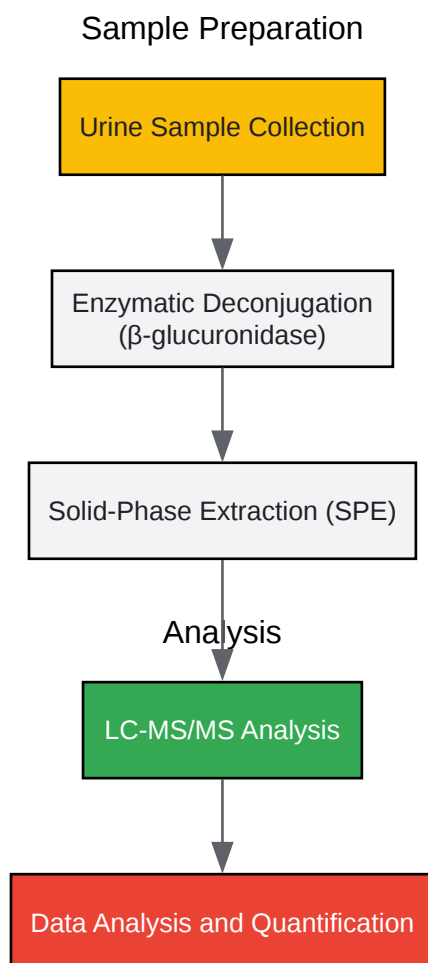 Sample Preparation
Urine Sample Collection
Enzymatic Deconjugation
(β-glucuronidase)
Solid-Phase Extraction (SPE)
Analysis
LC-MS/MS Analysis
Data Analysis and Quantification